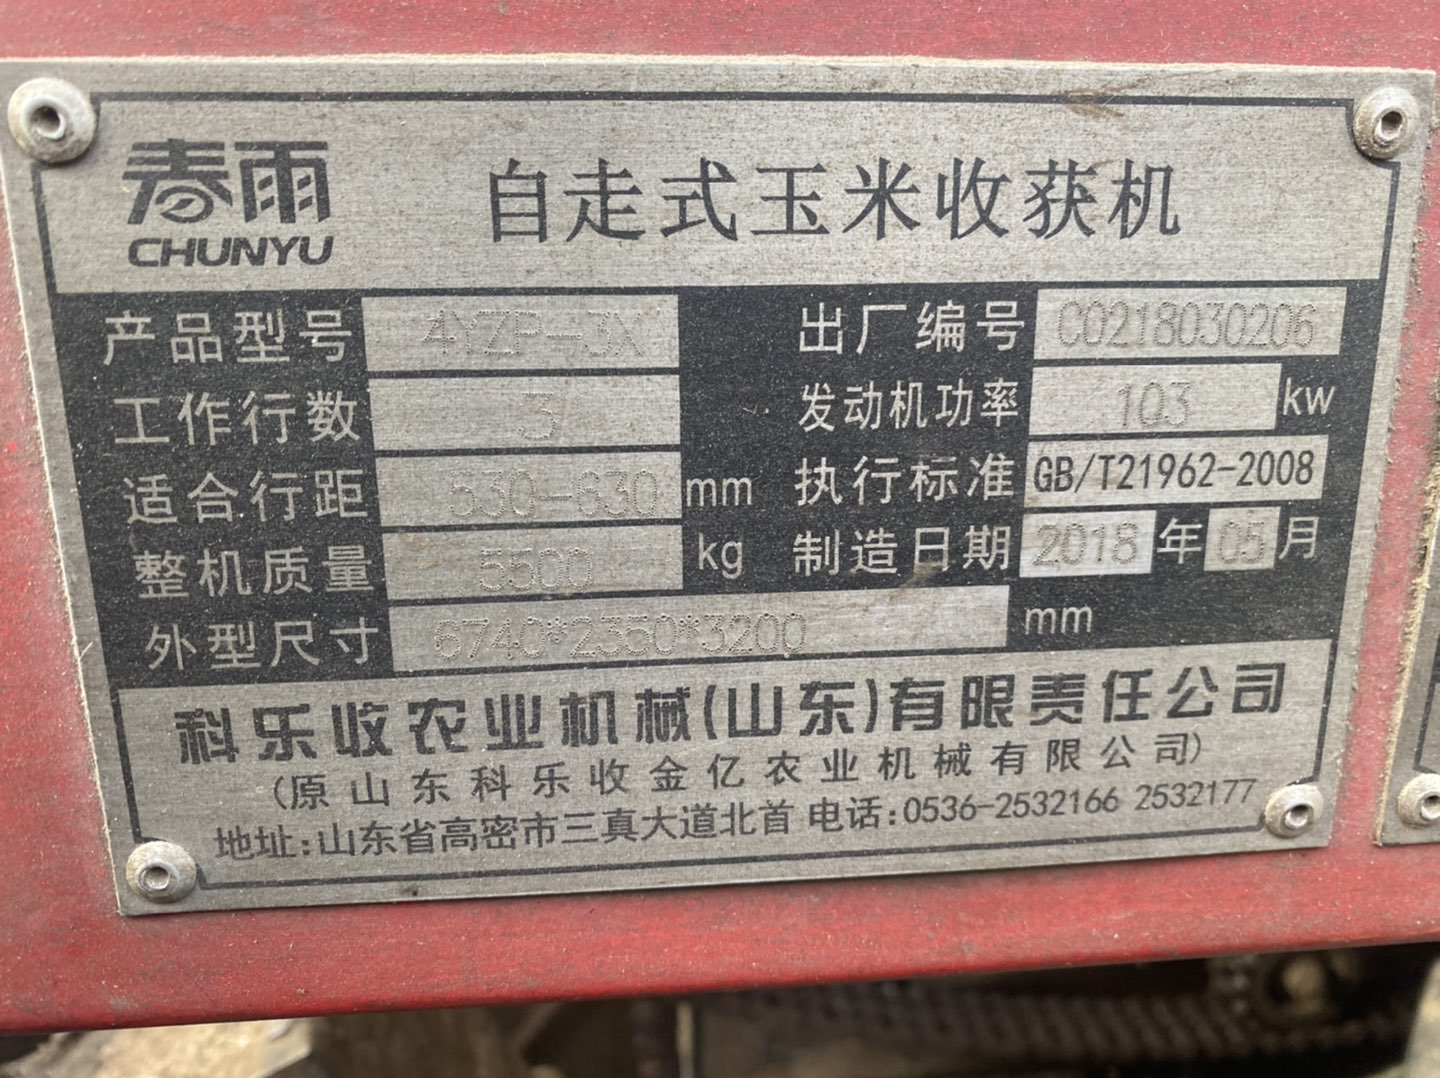 春雨
CHUNYU
自走式玉米收获机
产品型号 4YZP-3X 出厂编号 C0218030206
工作行数 3 发动机功率 103 kw
适合行距 530-630 mm 执行标准 GB/T21962-2008
整机质量 5500 kg 制造日期 2018 年 05 月
外型尺寸 6740*2350*3200 mm
科乐收农业机械(山东)有限责任公司
(原山东科乐收金亿农业机械有限公司)
地址:山东省高密市三真大道北首 电话:0536-2532166 2532177